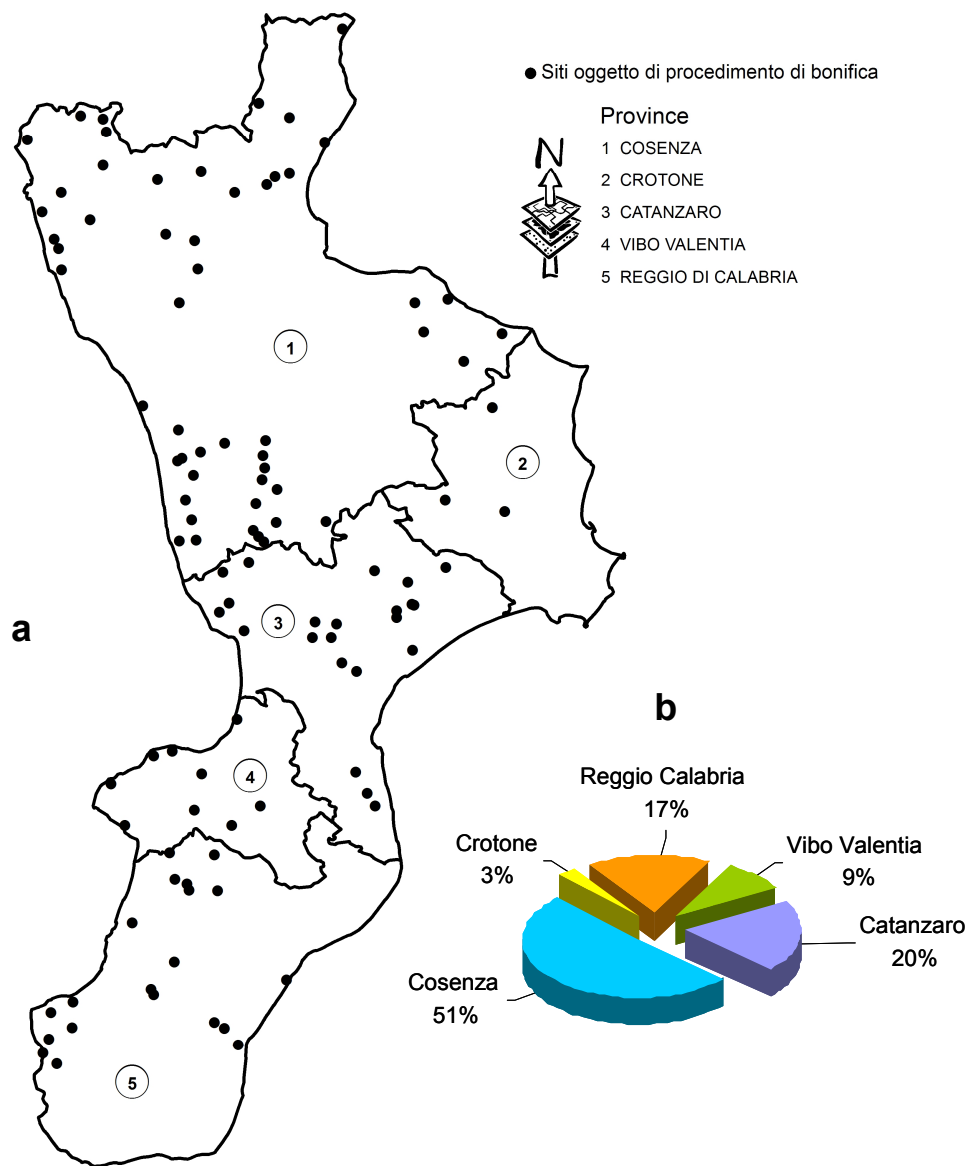 Siti oggetto di procedimento di bonifica
Province
N
1 COSENZA
2 CROTONE
3 CATANZARO
4 VIBO VALENTIA
5 REGGIO DI CALABRIA
1
2
a
3
4
5
b
Reggio Calabria
17%
Crotone
3%
Vibo Valentia
9%
Catanzaro
20%
Cosenza
51%